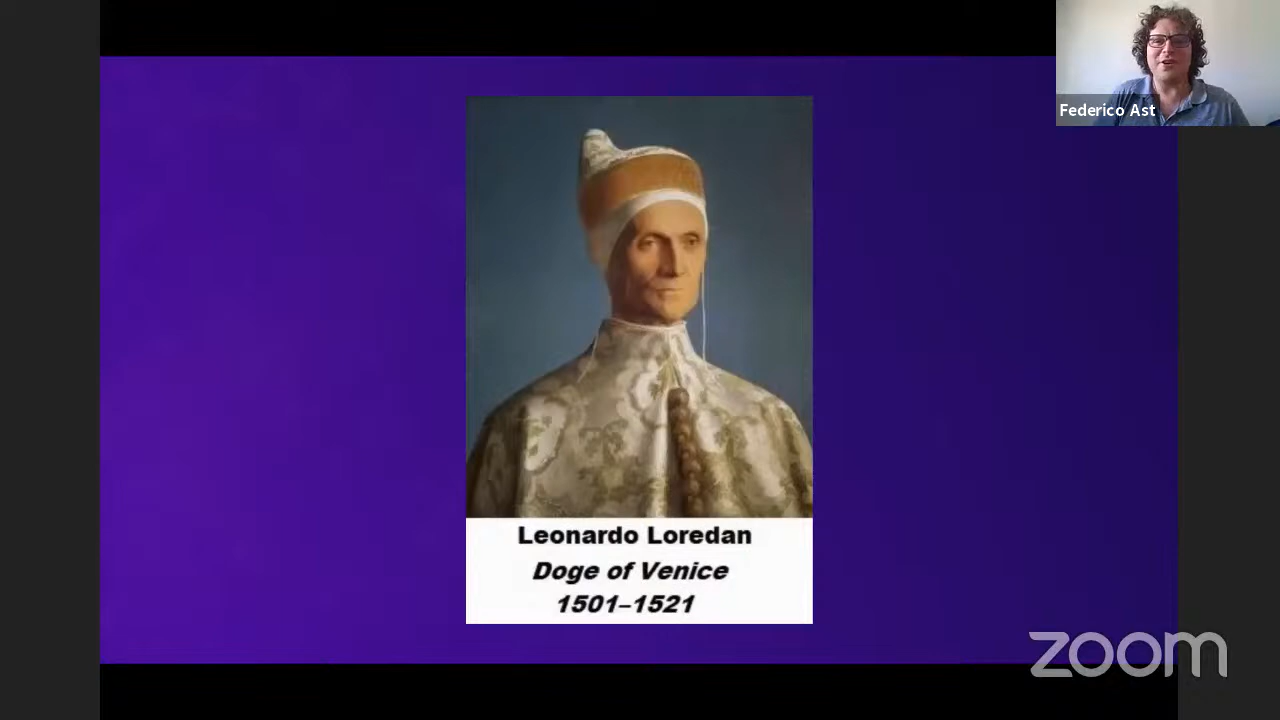 Federico Ast
Leonardo Loredan
Doge of Venice
1501–1521
zoom